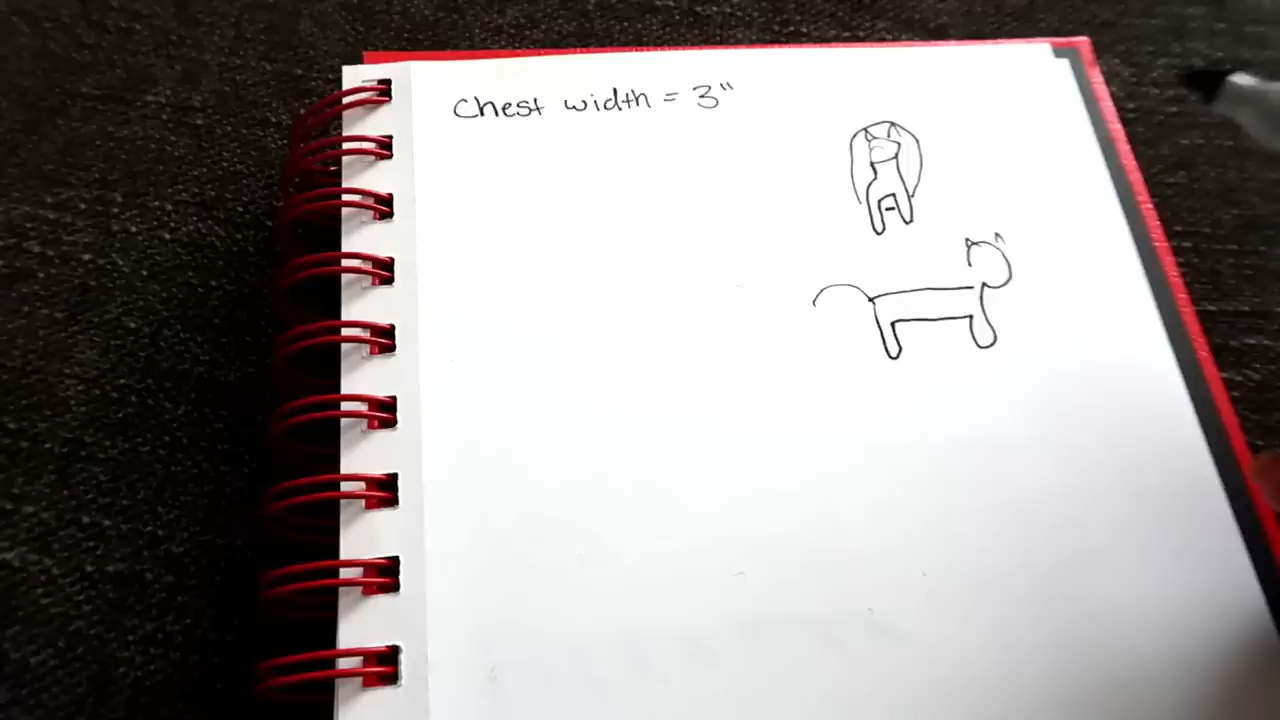 Chest width = 3"